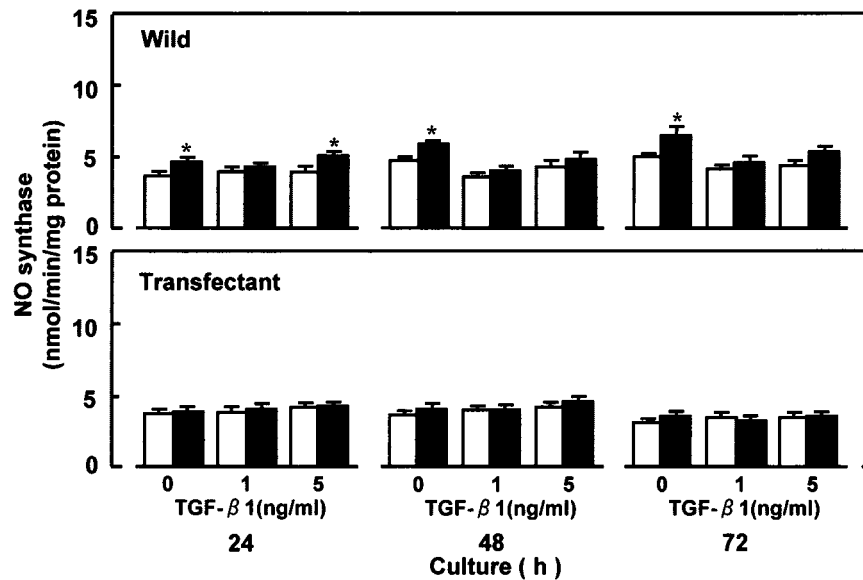 NO synthase
(nmol/min/mg protein)
15
Wild
10
*
*
*
*
5
0
15
Transfectant
10
5
0
0 1 5 0 1 5 0 1 5
TGF-β1(ng/ml) TGF-β1(ng/ml) TGF-β1(ng/ml)
24 48 72
Culture ( h )